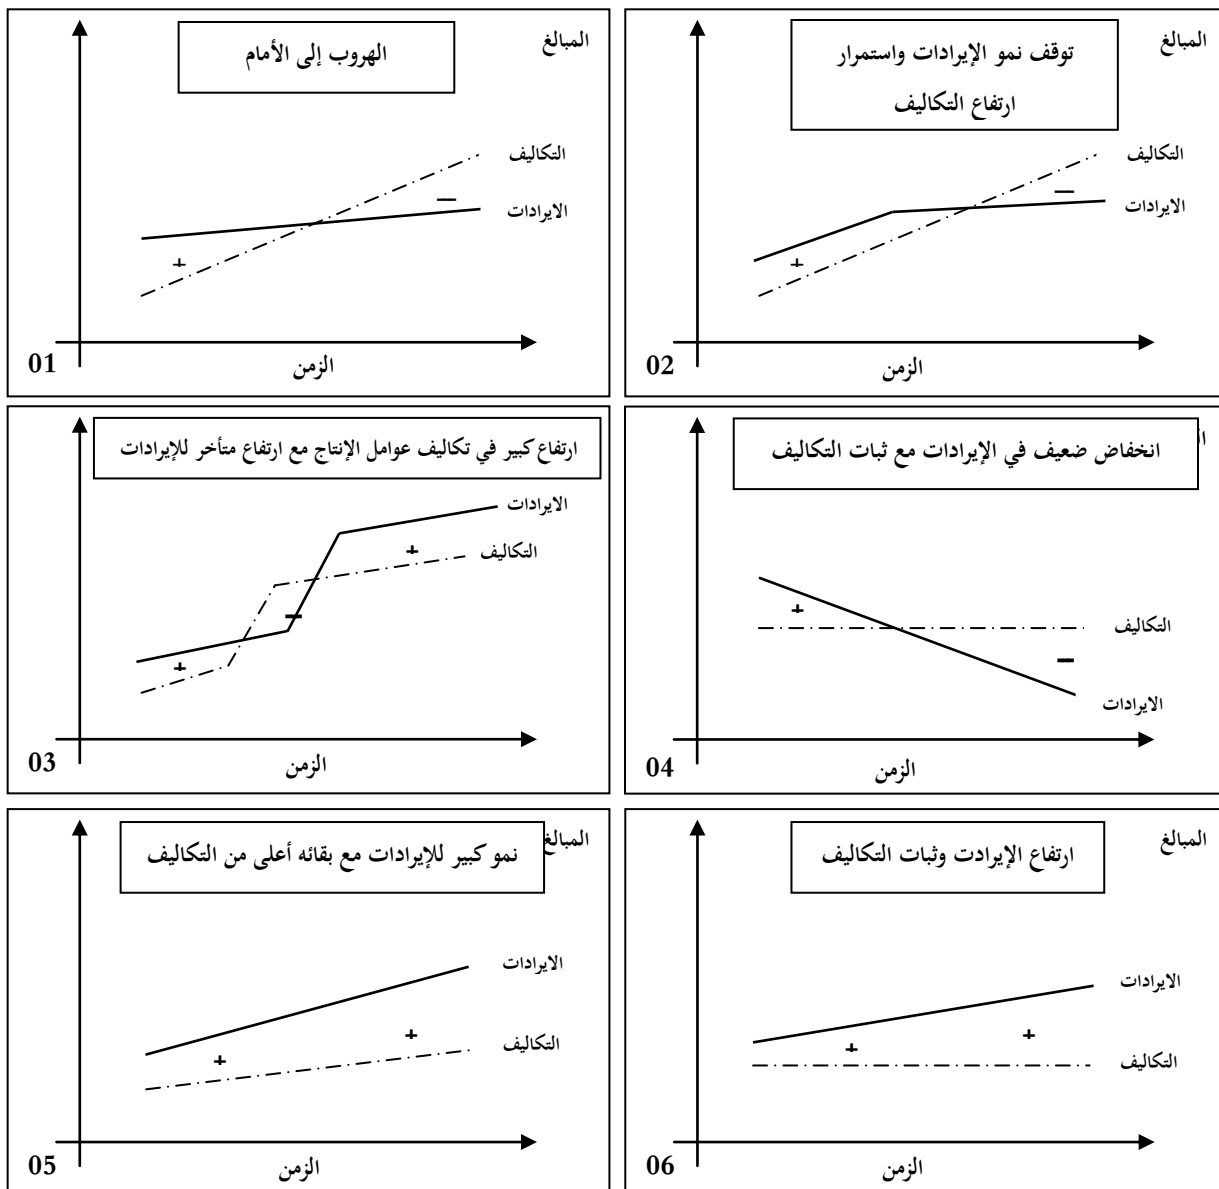 المبالغ
الهروب إلى الأمام
التكاليف
—
الايرادات
+
01
الزمن
المبالغ
توقف نمو الإيرادات واستمرار
ارتفاع التكاليف
التكاليف
—
الايرادات
+
02
الزمن
ارتفاع كبير في تكاليف عوامل الإنتاج مع ارتفاع متأخر للإيرادات
الايرادات
+
التكاليف
—
+
03
الزمن
انخفاض ضعيف في الإيرادات مع ثبات التكاليف
+
التكاليف
—
الايرادات
04
الزمن
المبالغ
نمو كبير للإيرادات مع بقائه أعلى من التكاليف
الايرادات
+
+
التكاليف
05
الزمن
المبالغ
ارتفاع الإيرادت وثبات التكاليف
الايرادات
+
+
التكاليف
06
الزمن